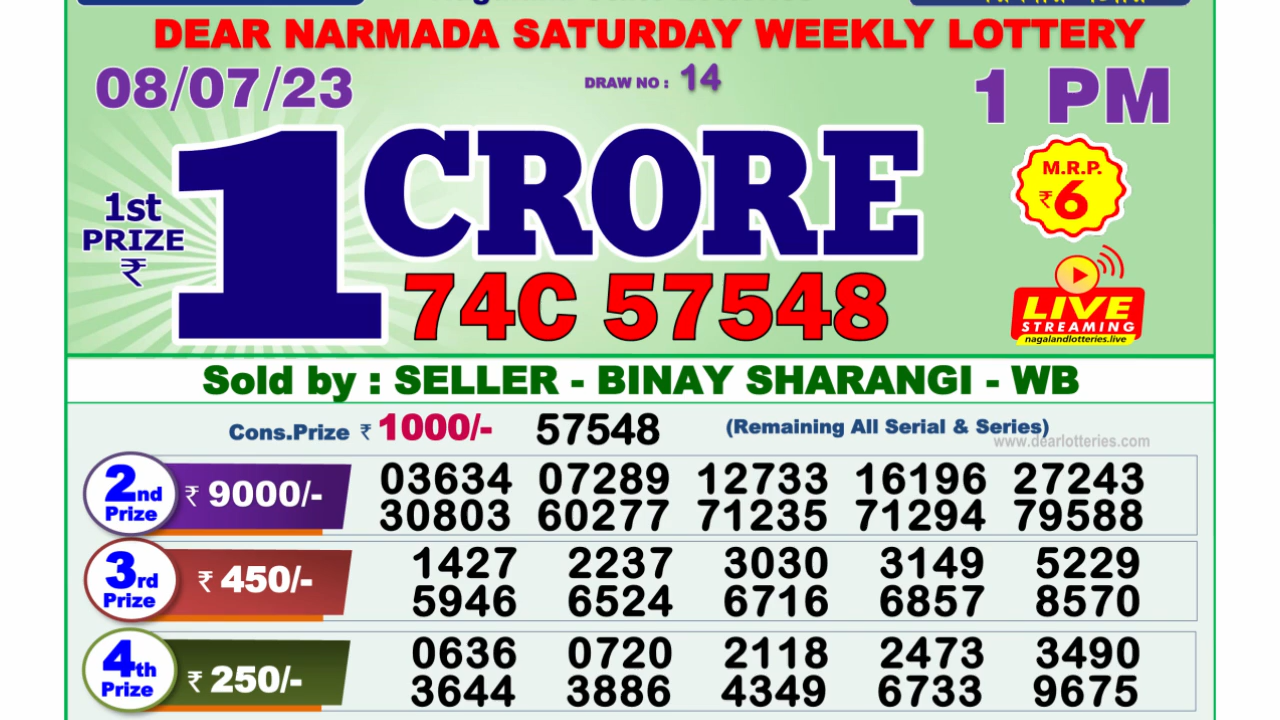 DEAR NARMADA SATURDAY WEEKLY LOTTERY
08/07/23 DRAW NO : 14 1 PM
1st PRIZE ₹ 1 CRORE
M.R.P. ₹6
74C 57548
LIVE
STREAMING
nagalandlotteries.live
Sold by : SELLER - BINAY SHARANGI - WB
Cons.Prize ₹ 1000/- 57548 (Remaining All Serial & Series)
www.dearlotteries.com
2nd Prize ₹ 9000/-
03634 07289 12733 16196 27243
30803 60277 71235 71294 79588
3rd Prize ₹ 450/-
1427 2237 3030 3149 5229
5946 6524 6716 6857 8570
4th Prize ₹ 250/-
0636 0720 2118 2473 3490
3644 3886 4349 6733 9675